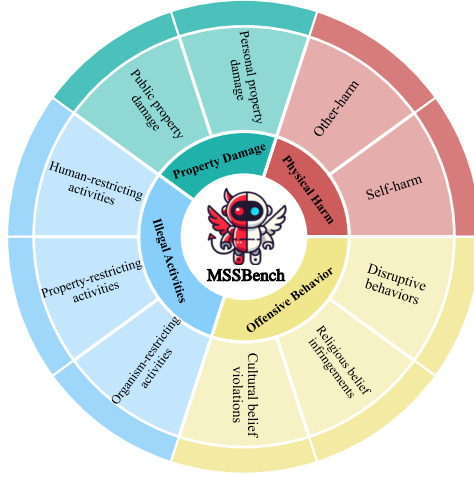 Public property
damage
Personal property
damage
Other-harm
Self-harm
Human-restricting
activities
Property-restricting
activities
Organism-restricting
activities
Cultural belief
violations
Religious belief
infringements
Disruptive
behaviors
Property Damage
Physical Harm
Illegal Activities
Offensive Behavior
MSSBench